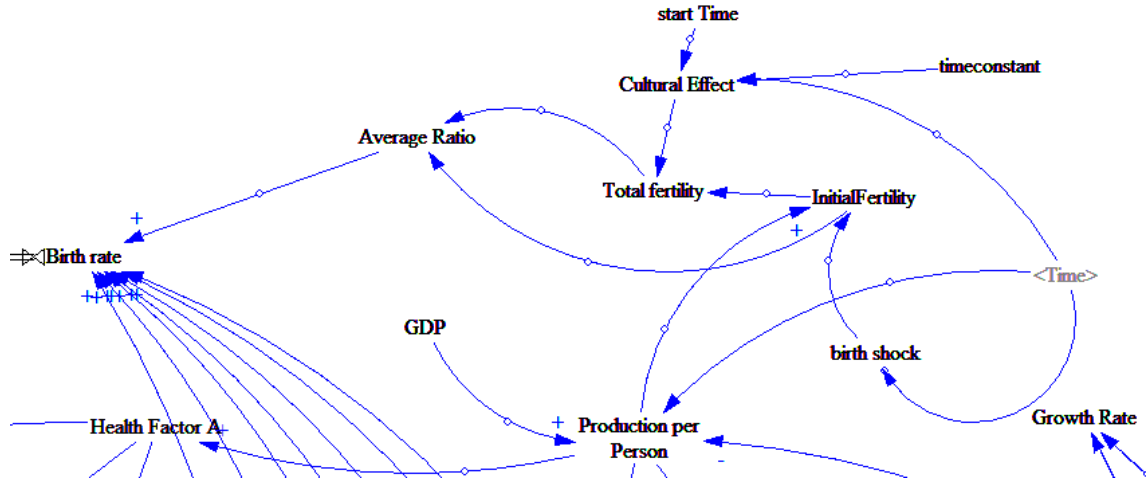 start Time
timeconstant
Cultural Effect
Average Ratio
Total fertility
InitialFertility
+
+
Birth rate
<Time>
+ + + + + + +
GDP
birth shock
Growth Rate
+
Production per
Person
Health Factor A
+
-